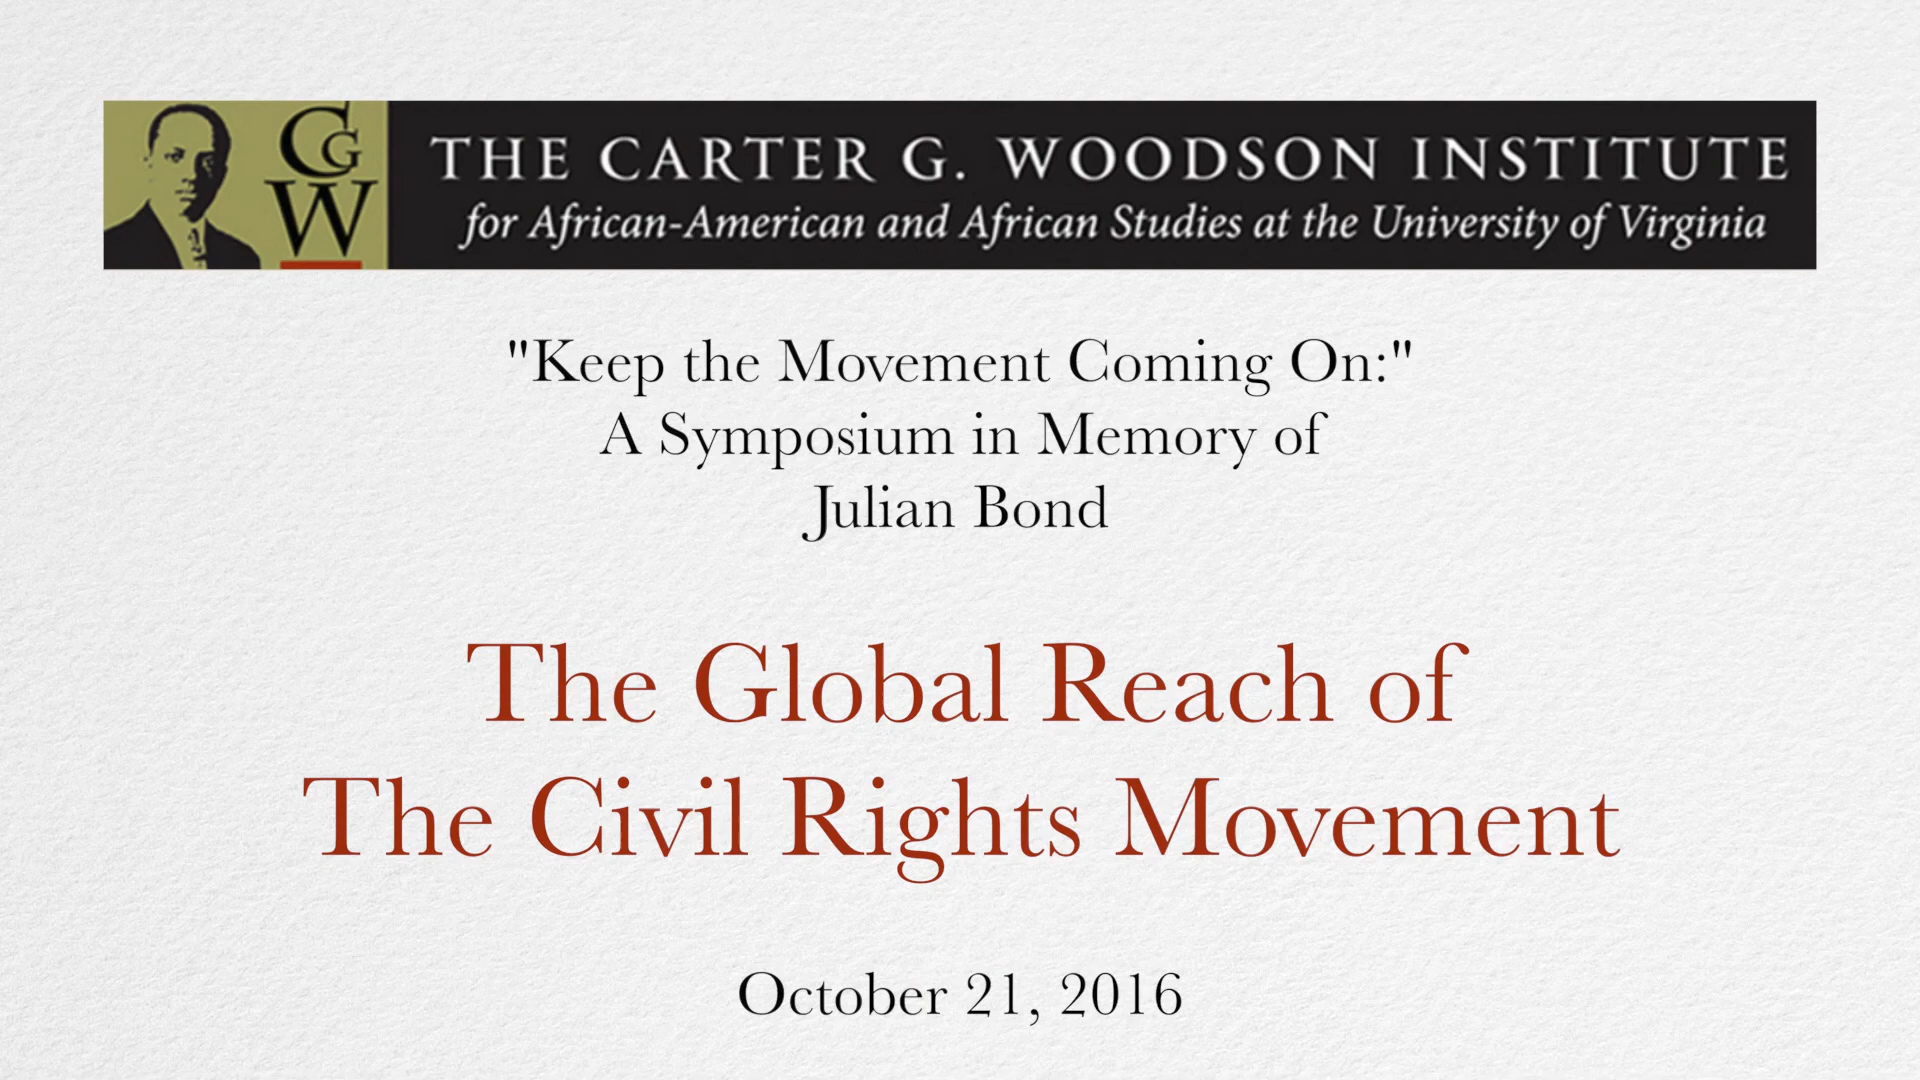 CGW
THE CARTER G. WOODSON INSTITUTE
for African-American and African Studies at the University of Virginia
"Keep the Movement Coming On:"
A Symposium in Memory of
Julian Bond
The Global Reach of
The Civil Rights Movement
October 21, 2016